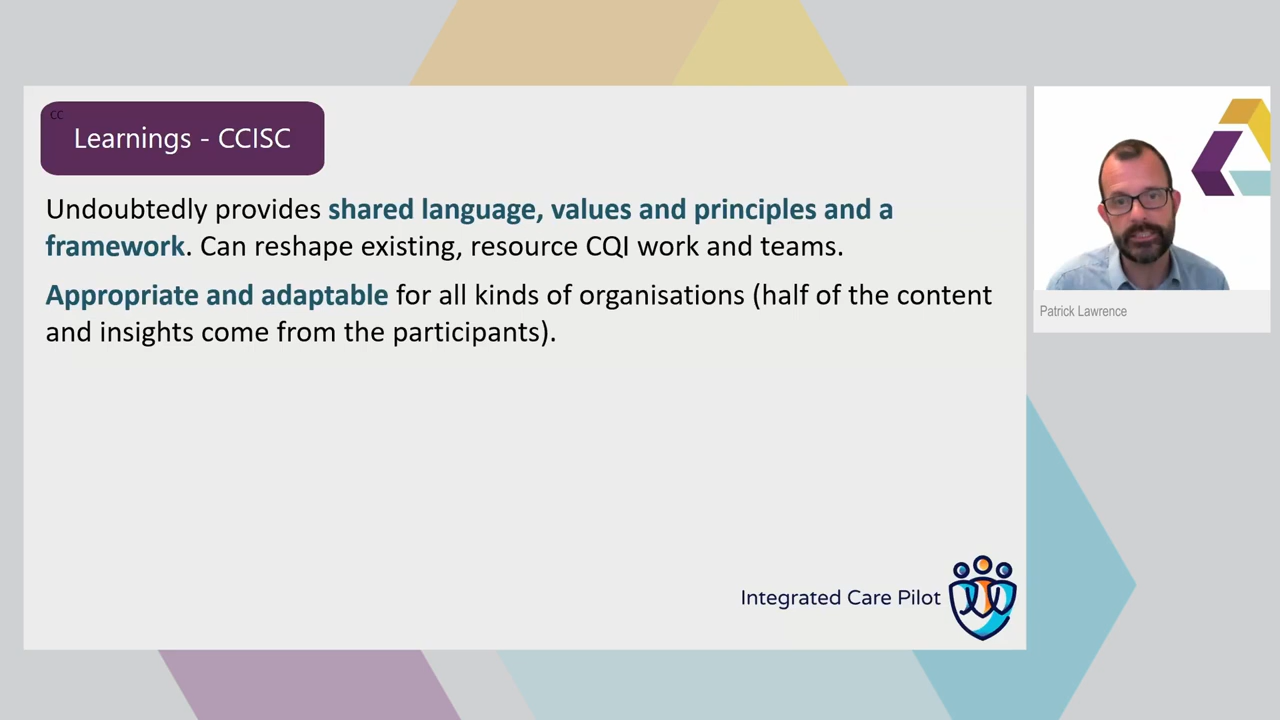 CC
Learnings - CCISC
Undoubtedly provides shared language, values and principles and a
framework. Can reshape existing, resource CQI work and teams.
Appropriate and adaptable for all kinds of organisations (half of the content
and insights come from the participants).
Integrated Care Pilot
Patrick Lawrence